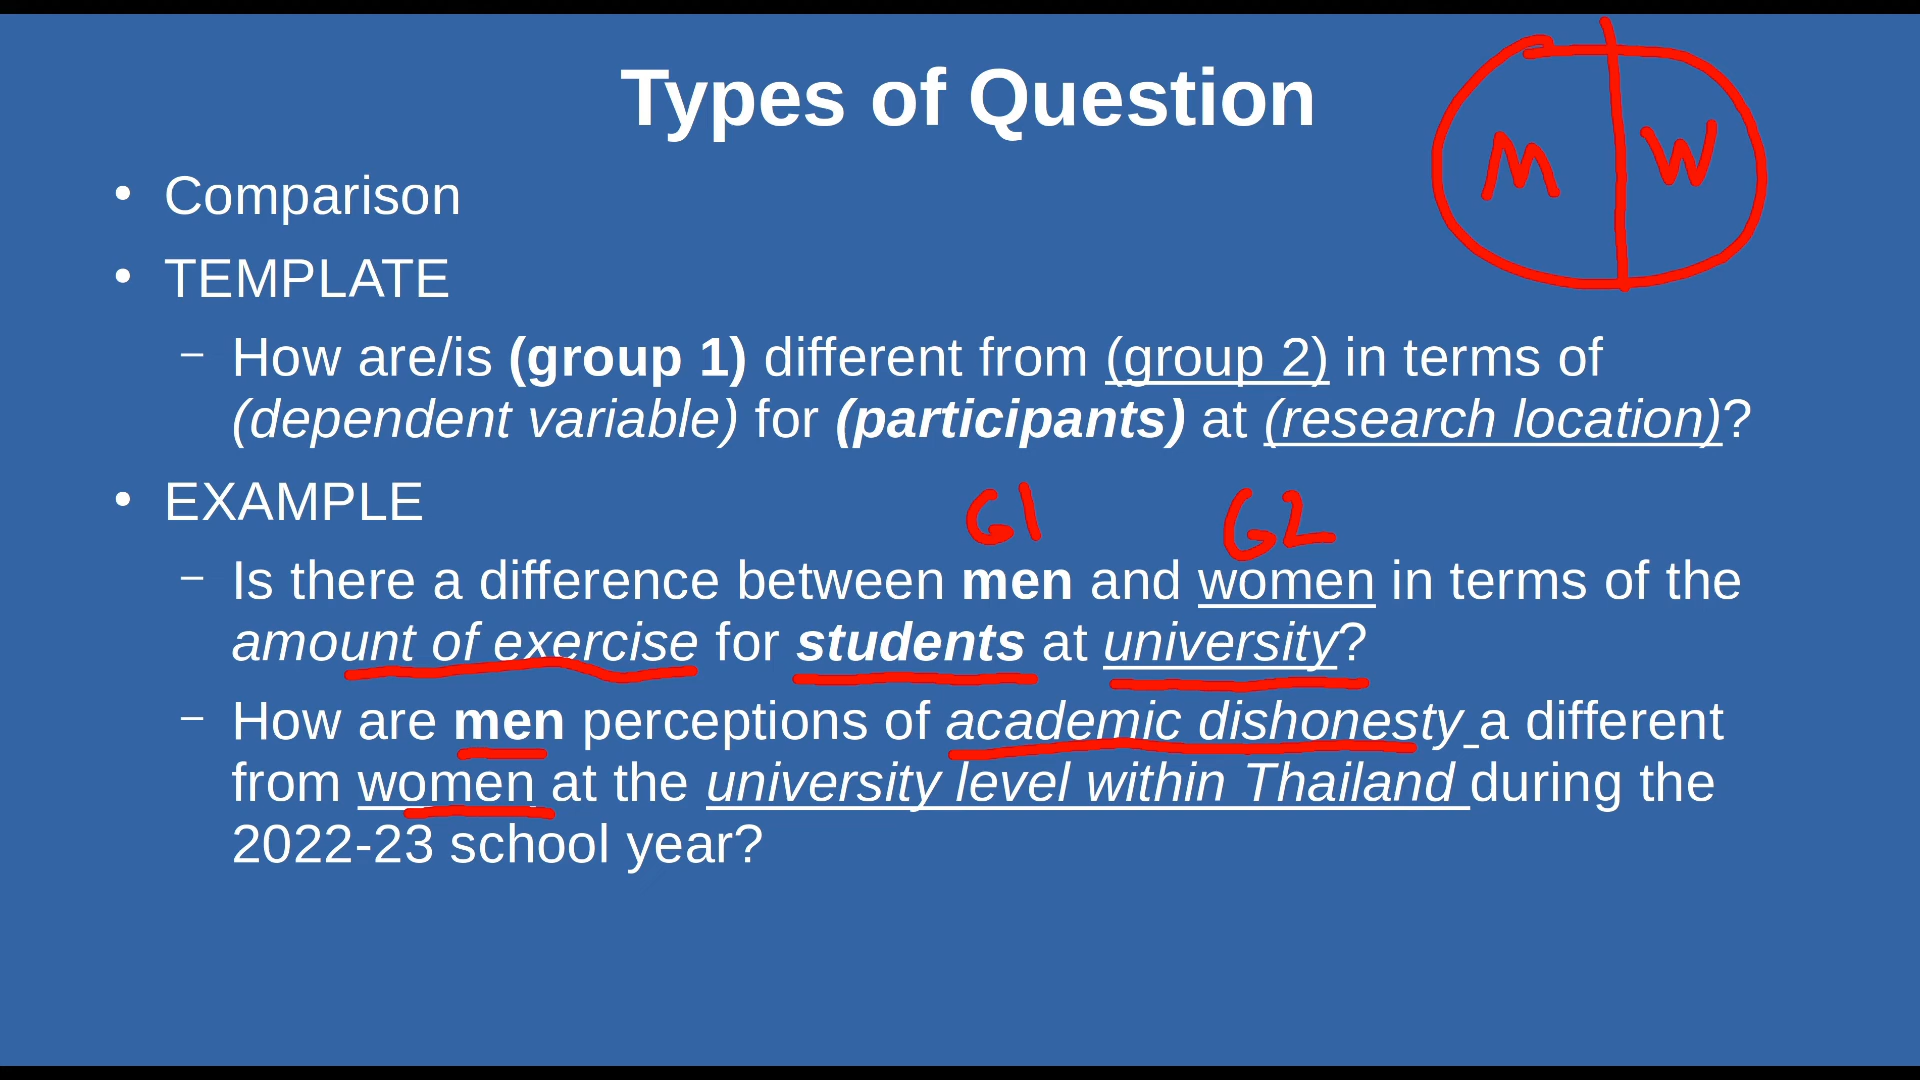 Types of Question
M W
• Comparison
• TEMPLATE
– How are/is (group 1) different from (group 2) in terms of
(dependent variable) for (participants) at (research location)?
• EXAMPLE
G1 G2
– Is there a difference between men and women in terms of the
amount of exercise for students at university?
– How are men perceptions of academic dishonesty a different
from women at the university level within Thailand during the
2022-23 school year?